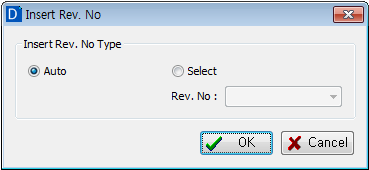 D Insert Rev. No
Insert Rev. No Type
Auto Select
Rev. No :
OK Cancel